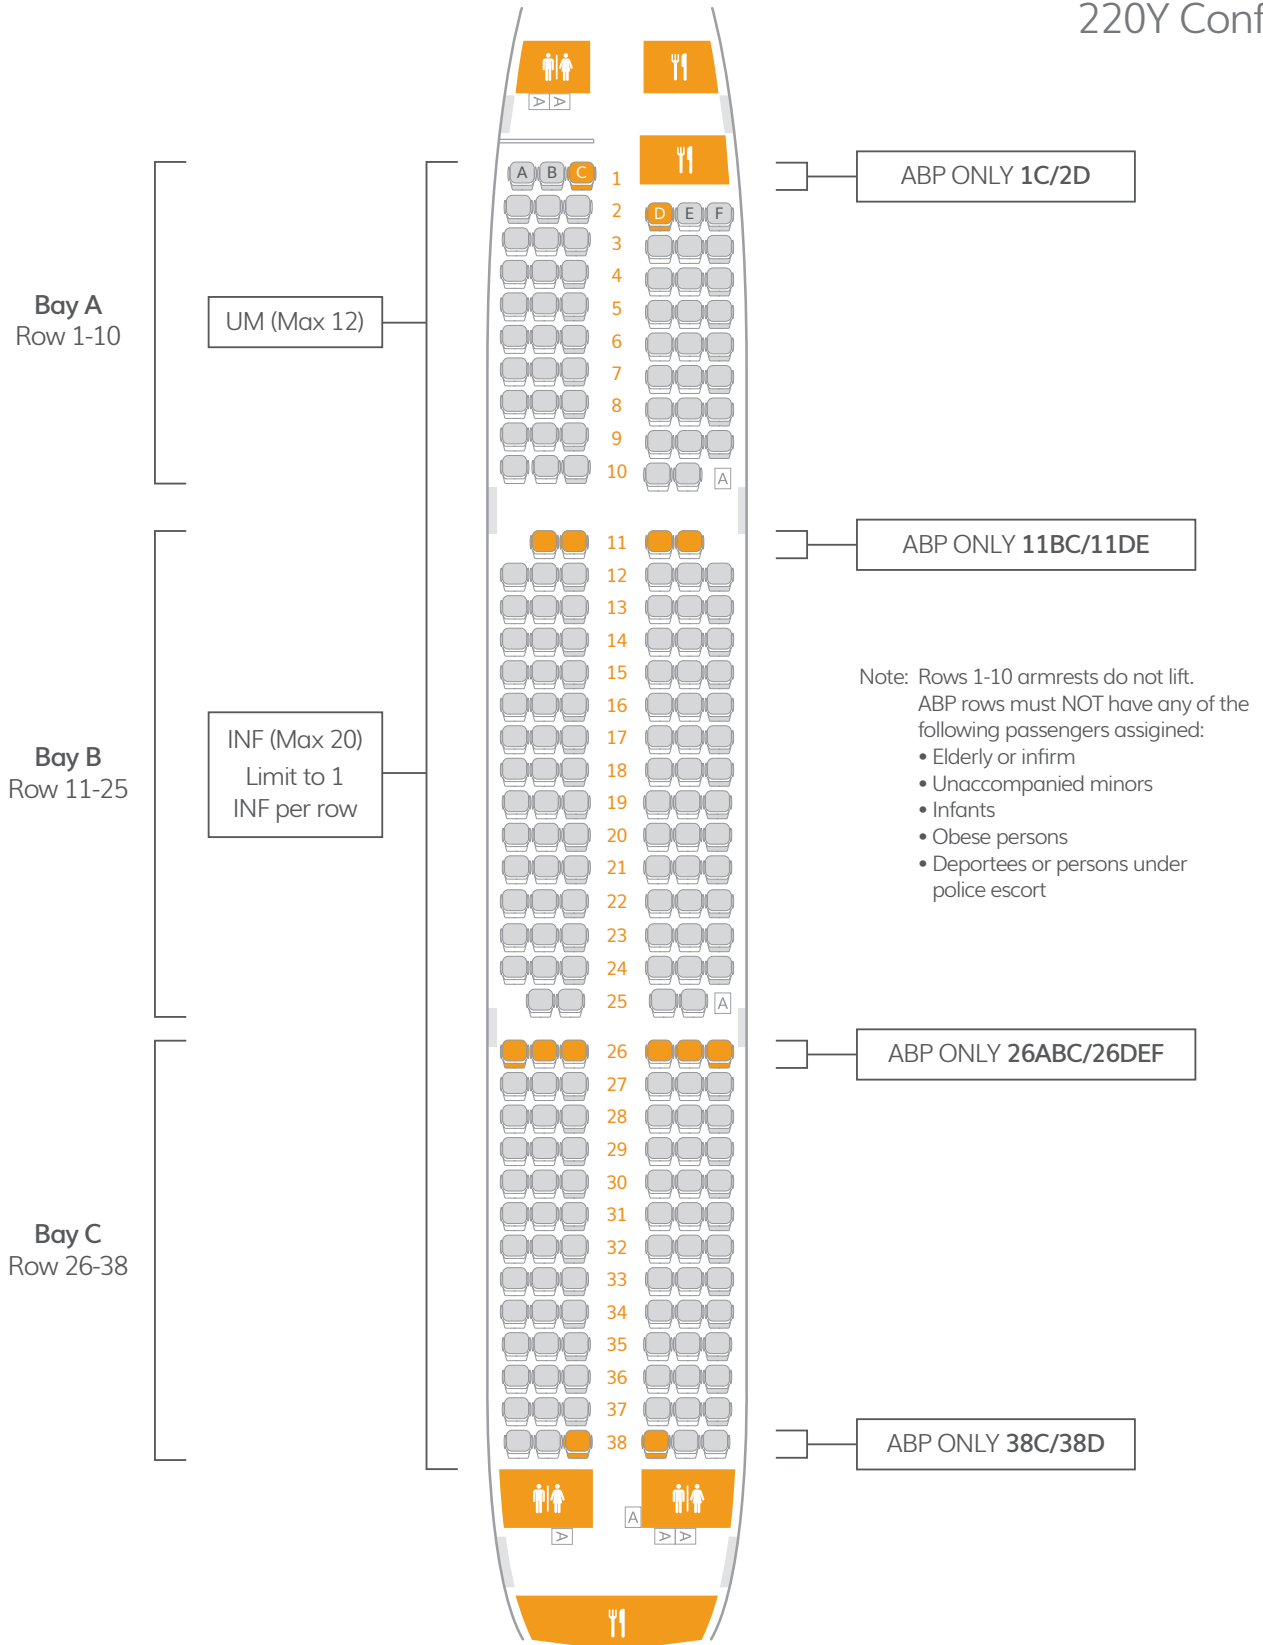 220Y Conf
A
A
A B C
1
ABP ONLY 1C/2D
2
D E F
3
4
5
Bay A
Row 1-10
UM (Max 12)
6
7
8
9
10
A
11
ABP ONLY 11BC/11DE
12
13
14
15
Note: Rows 1-10 armrests do not lift.
ABP rows must NOT have any of the
following passengers assigined:
• Elderly or infirm
• Unaccompanied minors
• Infants
• Obese persons
• Deportees or persons under
police escort
16
17
Bay B
Row 11-25
INF (Max 20)
Limit to 1
INF per row
18
19
20
21
22
23
24
25
A
26
ABP ONLY 26ABC/26DEF
27
28
29
30
31
Bay C
Row 26-38
32
33
34
35
36
37
38
ABP ONLY 38C/38D
A
A
A
A